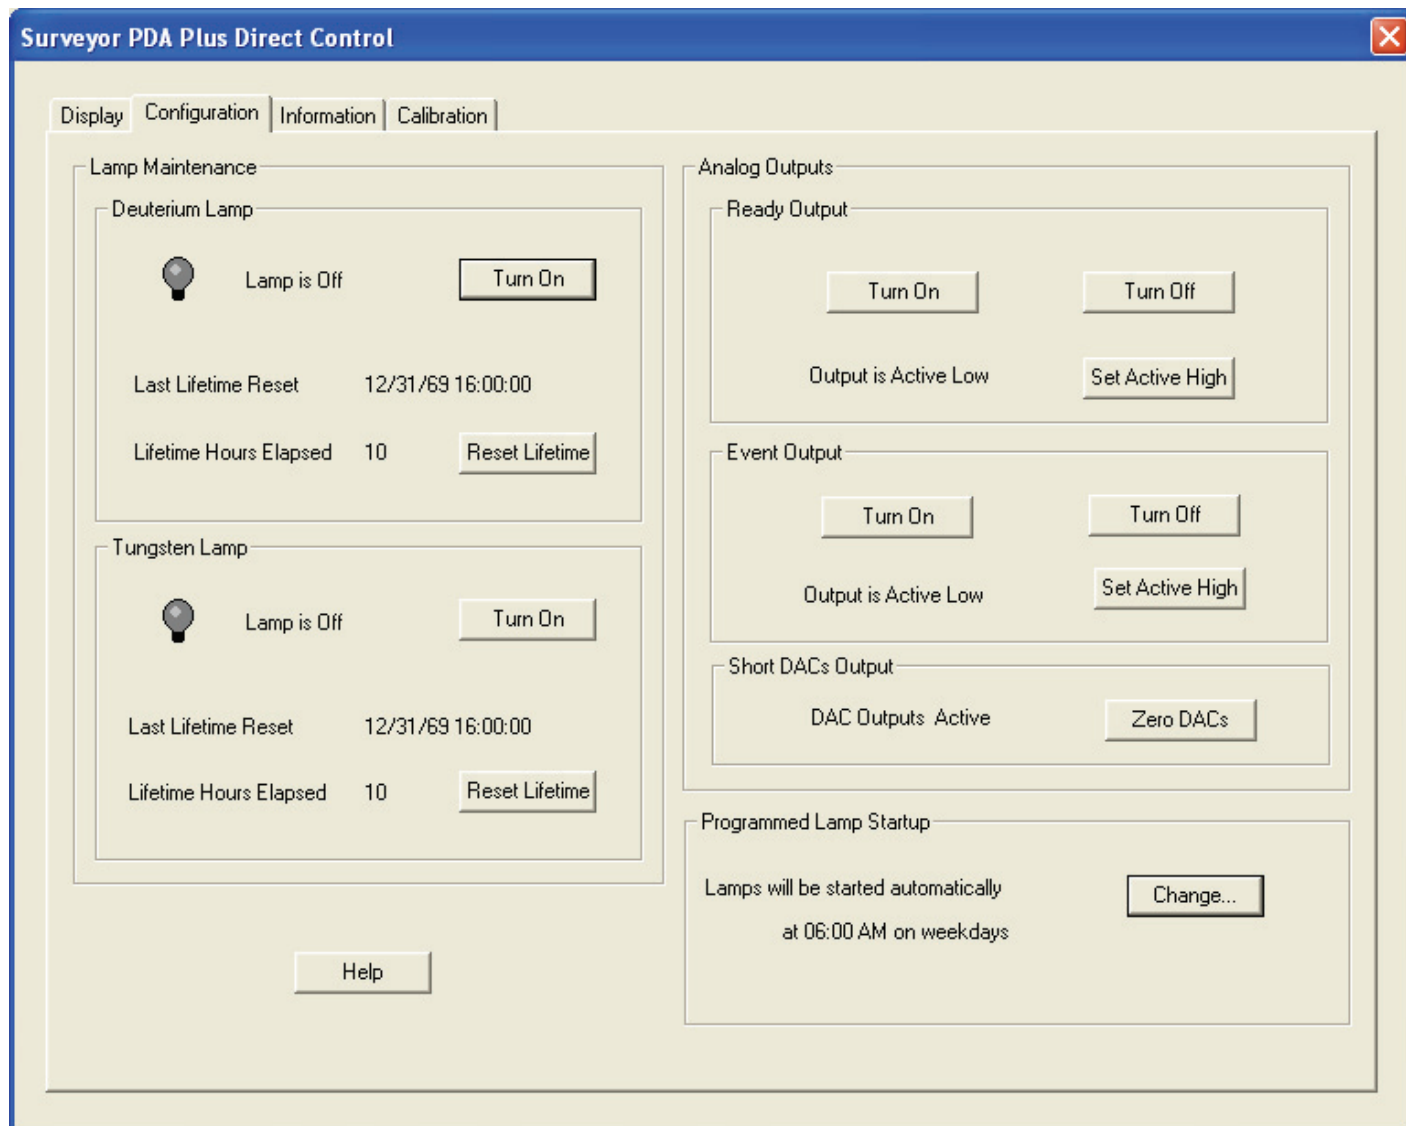 Surveyor PDA Plus Direct Control
Display Configuration Information Calibration
Lamp Maintenance
Deuterium Lamp
Lamp is Off Turn On
Last Lifetime Reset 12/31/69 16:00:00
Lifetime Hours Elapsed 10 Reset Lifetime
Tungsten Lamp
Lamp is Off Turn On
Last Lifetime Reset 12/31/69 16:00:00
Lifetime Hours Elapsed 10 Reset Lifetime
Help
Analog Outputs
Ready Output
Turn On Turn Off
Output is Active Low Set Active High
Event Output
Turn On Turn Off
Output is Active Low Set Active High
Short DACs Output
DAC Outputs Active Zero DACs
Programmed Lamp Startup
Lamps will be started automatically Change...
at 06:00 AM on weekdays